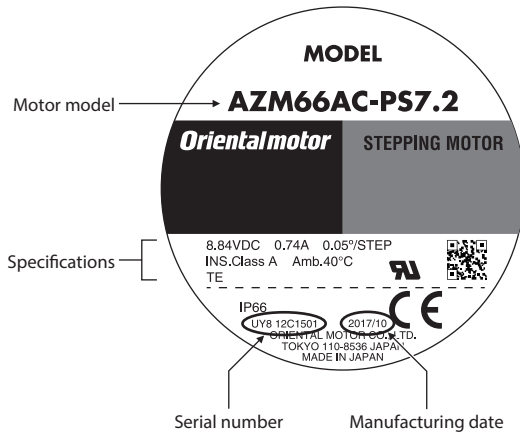 MODEL
Motor model
AZM66AC-PS7.2
Orientalmotor
STEPPING MOTOR
Specifications
8.84VDC 0.74A 0.05°/STEP
INS.Class A Amb.40°C
TE
RU
IP66
CE
UY8 12C1501 2017/10
ORIENTAL MOTOR CO.,LTD.
TOKYO 110-8536 JAPAN
MADE IN JAPAN
Serial number
Manufacturing date